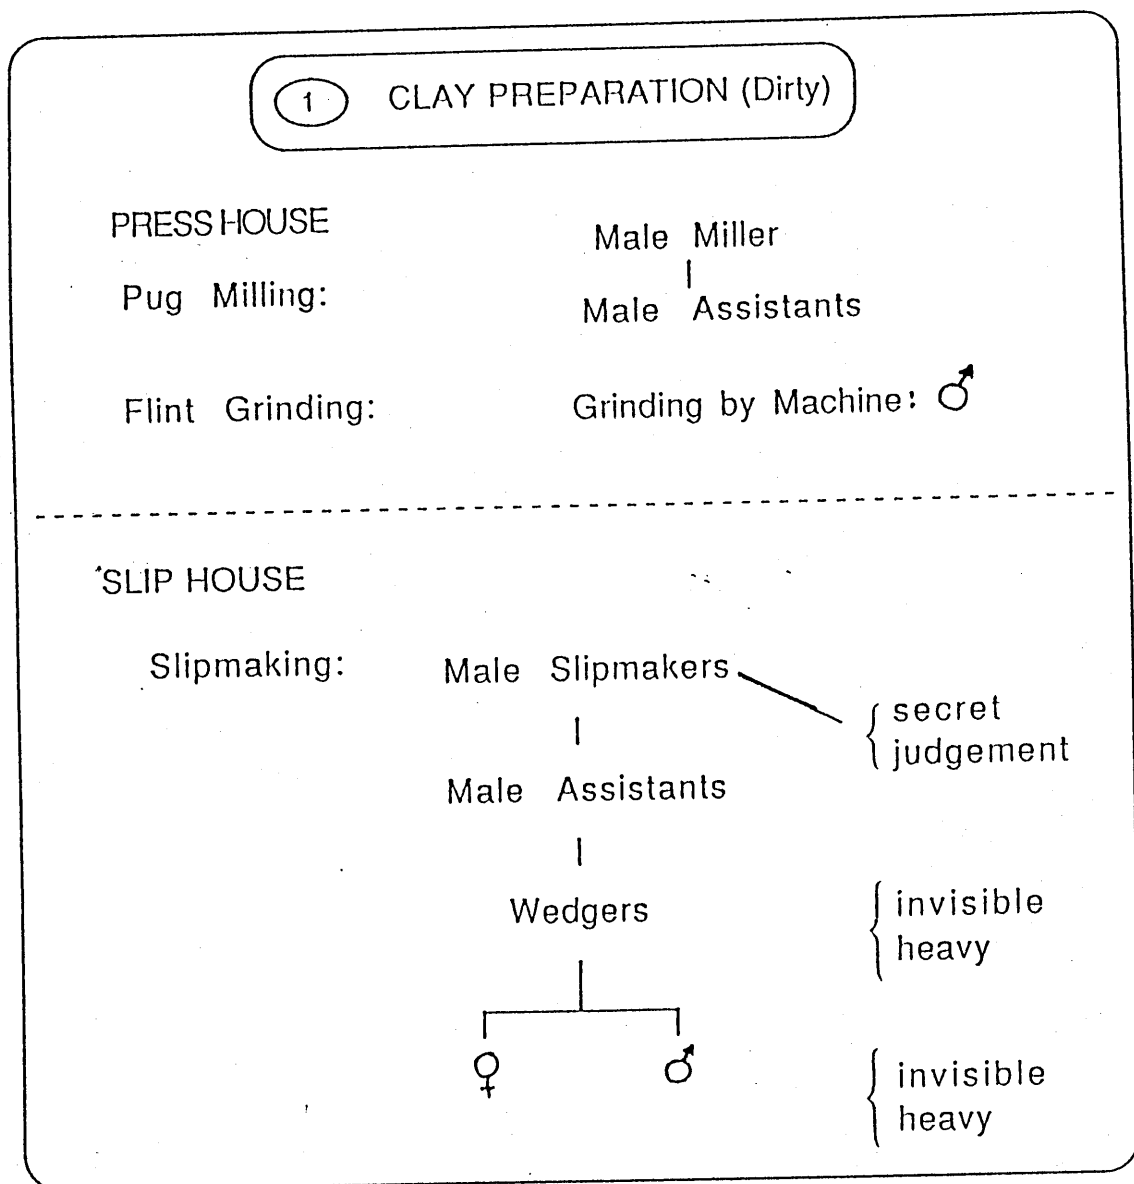 1 CLAY PREPARATION (Dirty)
PRESS HOUSE
Male Miller
Pug Milling:
Male Assistants
Flint Grinding:
Grinding by Machine: ♂
SLIP HOUSE
Slipmaking:
Male Slipmakers
secret
judgement
Male Assistants
Wedgers
invisible
heavy
♀ ♂
invisible
heavy